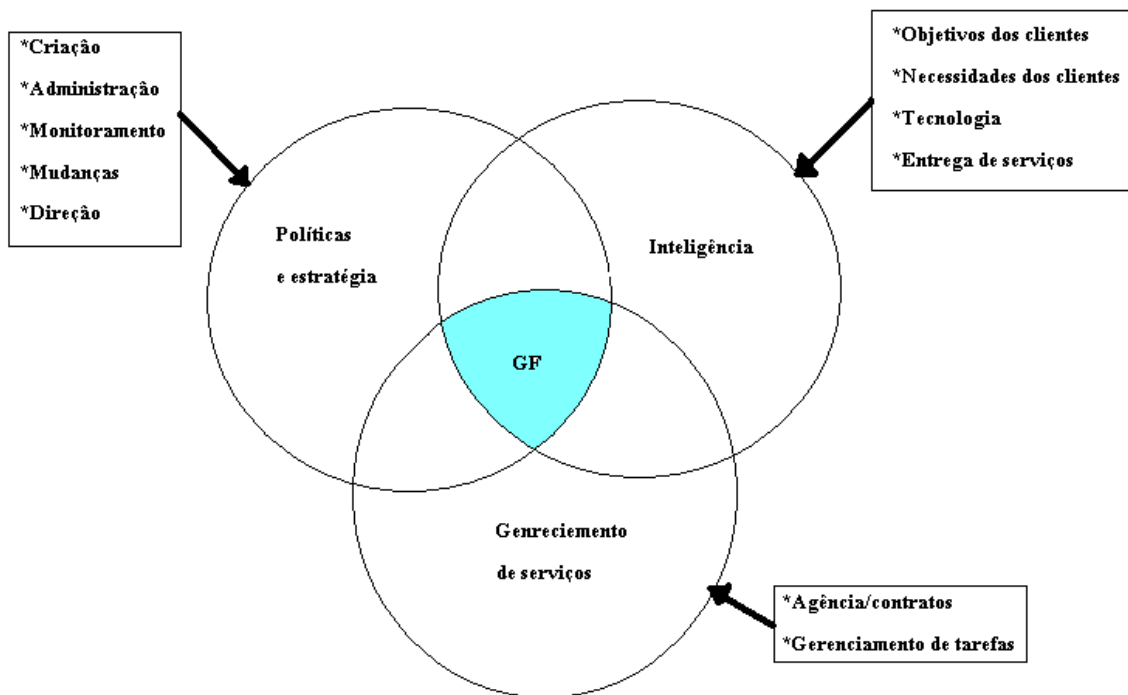 *Criação
*Administração
*Monitoramento
*Mudanças
*Direção
*Objetivos dos clientes
*Necessidades dos clientes
*Tecnologia
*Entrega de serviços
Políticas
e estratégia
Inteligência
GF
Genreciemento
de serviços
*Agência/contratos
*Gerenciamento de tarefas